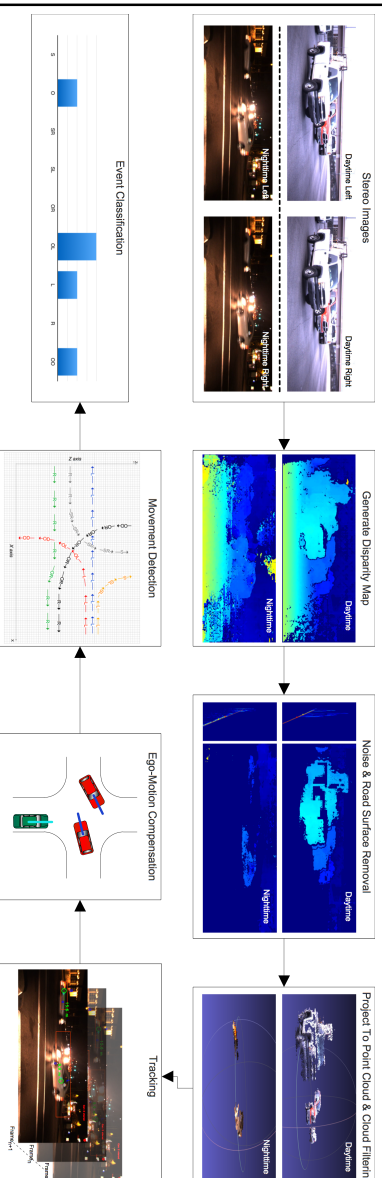 Stereo Images
Daytime Left
Daytime Right
Nighttime Left
Nighttime Right
Generate Disparity Map
Daytime
Nighttime
Noise & Road Surface Removal
Daytime
Nighttime
Project To Point Cloud & Cloud Filterin
Daytime
Nighttime
Event Classification
S
O
SR
SL
OR
OL
L
R
OO
Movement Detection
Z axis
X axis
Ego-Motion Compensation
Tracking
Frame
Frame
Frame n+1